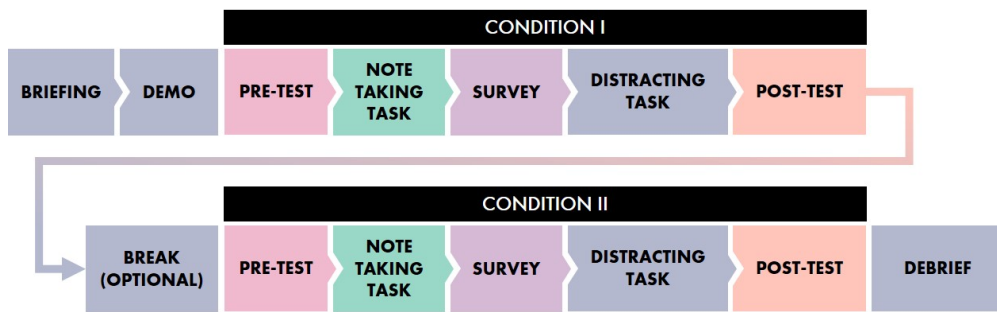 CONDITION I
BRIEFING
DEMO
PRE-TEST
NOTE
TAKING
TASK
SURVEY
DISTRACTING
TASK
POST-TEST
CONDITION II
BREAK
(OPTIONAL)
PRE-TEST
NOTE
TAKING
TASK
SURVEY
DISTRACTING
TASK
POST-TEST
DEBRIEF